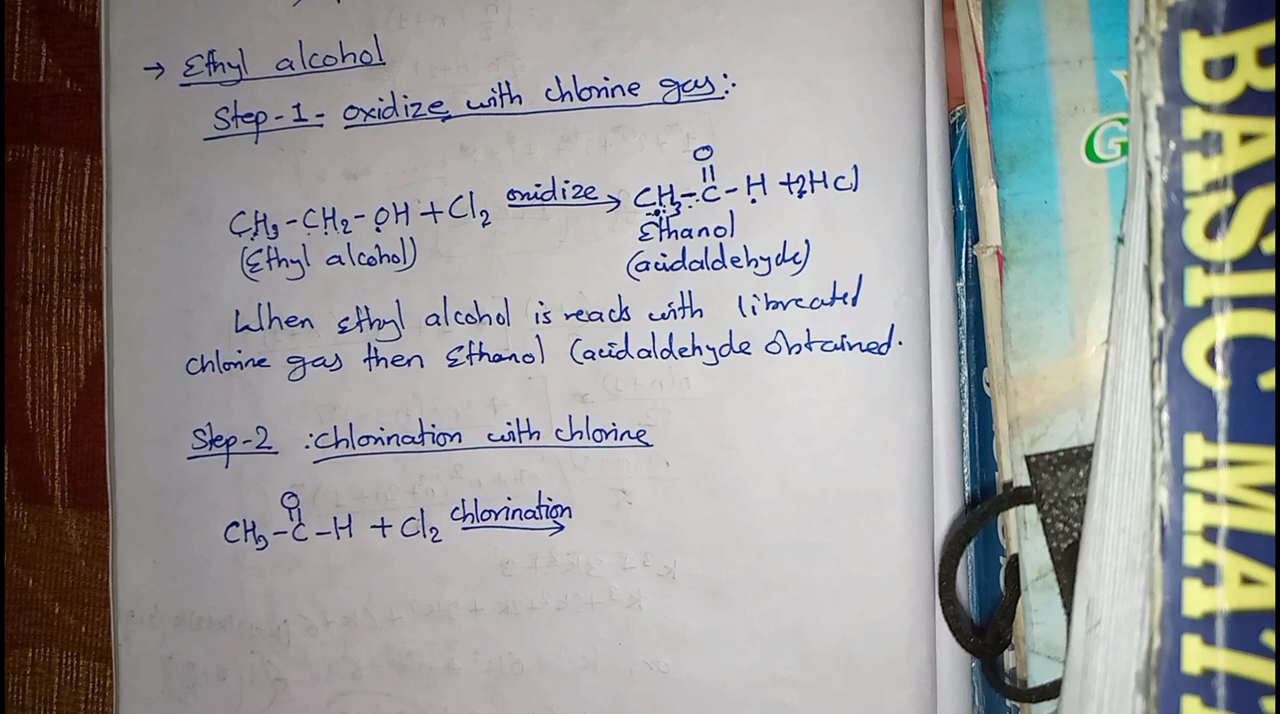 → Ethyl alcohol
Step-1- oxidize with chlorine gas:
CH₃-CH₂-OH + Cl₂ oxidize→ CH₃-C-H + 2HCl
O
||
(Ethyl alcohol)
Ethanol
(acidaldehyde)
When Ethyl alcohol is reacts with libreated
chlorine gas then Ethanol (acidaldehyde obtained.
Step-2 :chlorination with chlorine
O
||
CH₃-C-H + Cl₂ chlorination→
BASIC MAT
G